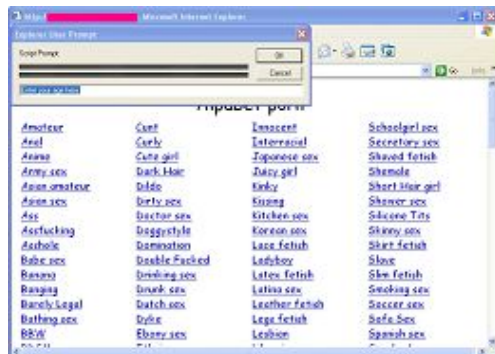 Microsoft Internet Explorer
Explorer User Prompt
Script Prompt:
OK
Cancel
Go
Amateur Cunt Innocent Schoolgirl sex
Anal Curly Interracial Secretary sex
Anime Cute girl Japanese sex Shaved fetish
Army sex Dark Hair Juicy girl Shemale
Asian amateur Dildo Kinky Short Hair girl
Asian sex Dirty sex Kissing Shower sex
Ass Doctor sex Kitchen sex Silicone Tits
Assfucking Doggystyle Korean sex Skinny sex
Asshole Domination Lace fetish Skirt fetish
Babe sex Double Fucked Ladyboy Slave
Banana Drinking sex Latex fetish Slim fetish
Banging Drunk sex Latina sex Smoking sex
Barely Legal Dutch sex Leather fetish Soccer sex
Bathing sex Dyke Legs fetish Sofa Sex
BBW Ebony sex Lesbian Spanish sex